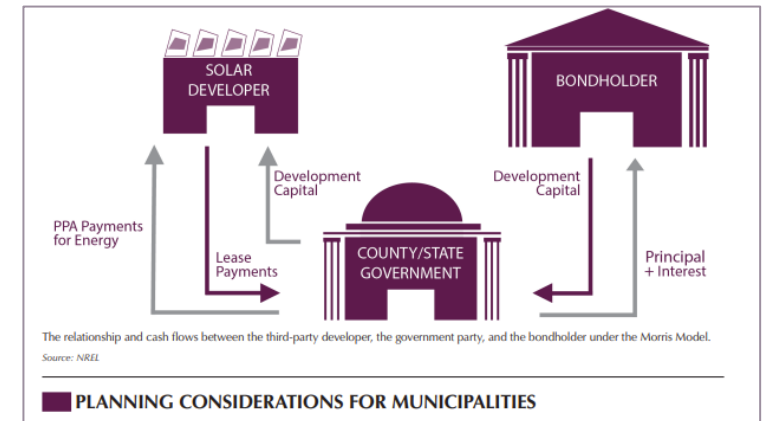 SOLAR
DEVELOPER
BONDHOLDER
Development
Capital
Development
Capital
PPA Payments
for Energy
Lease
Payments
COUNTY/STATE
GOVERNMENT
Principal
+ Interest
The relationship and cash flows between the third-party developer, the government party, and the bondholder under the Morris Model.
Source: NREL
PLANNING CONSIDERATIONS FOR MUNICIPALITIES